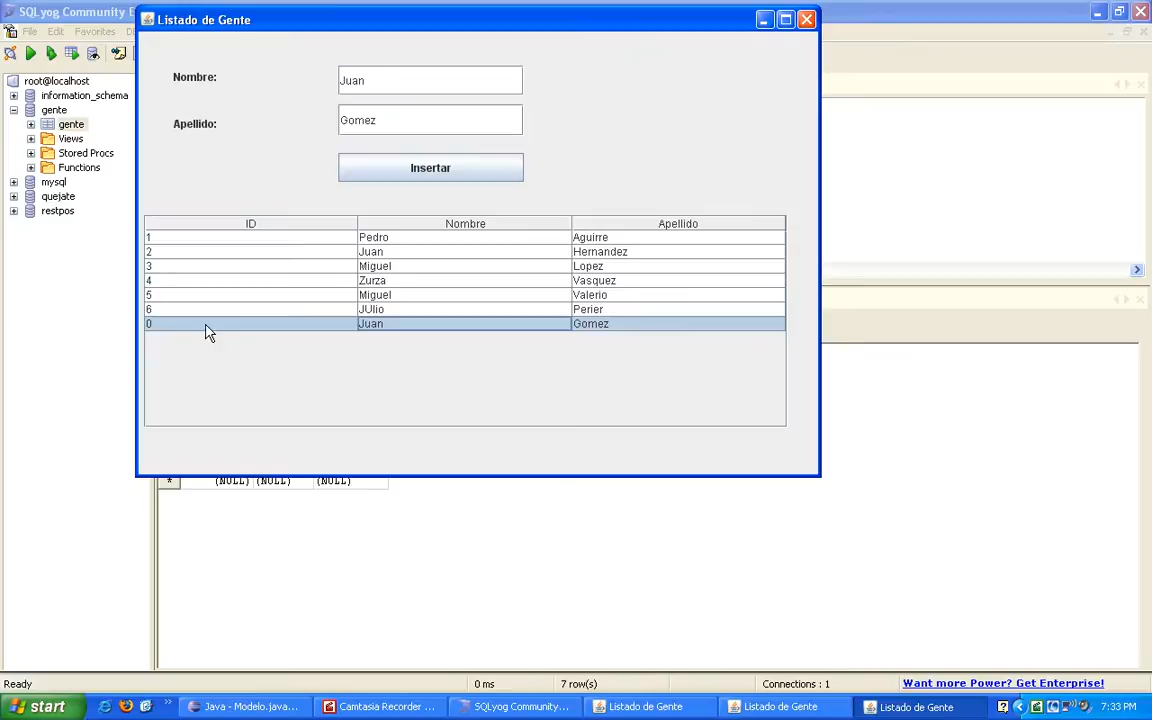 SQLyog Community E
Listado de Gente
File Edit Favorites D
root@localhost
information_schema
gente
gente
Views
Stored Procs
Functions
mysql
quejate
restpos
Nombre: Juan
Apellido: Gomez
Insertar
ID Nombre Apellido
1 Pedro Aguirre
2 Juan Hernandez
3 Miguel Lopez
4 Zurza Vasquez
5 Miguel Valerio
6 JUlio Perier
0 Juan Gomez
* (NULL) (NULL) (NULL)
Ready 0 ms 7 row(s) Connections : 1 Want more Power? Get Enterprise!
start Java - Modelo.java... Camtasia Recorder ... SQLyog Community... Listado de Gente Listado de Gente Listado de Gente 7:33 PM